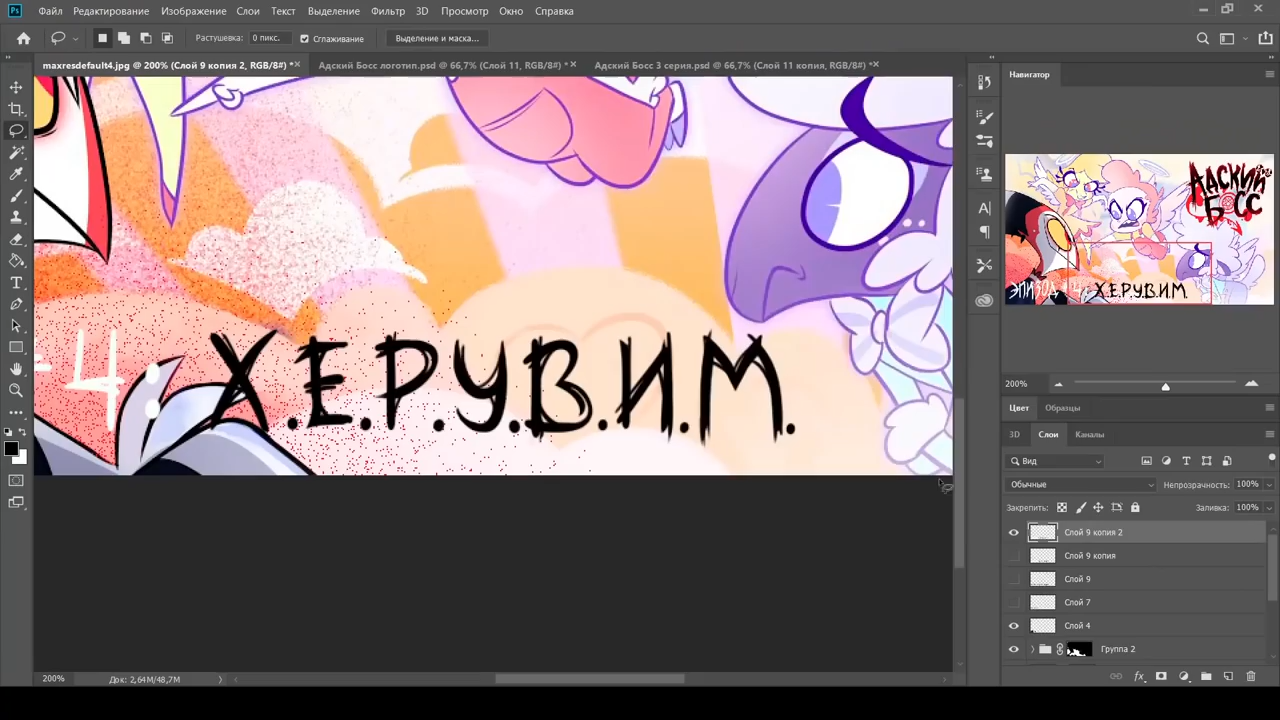 Ps Файл Редактирование Изображение Слои Текст Выделение Фильтр 3D Просмотр Окно Справка
Растушевка: 0 пикс. Сглаживание Выделение и маска...
maxresdefault4.jpg @ 200% (Слой 9 копия 2, RGB/8#) * × Адский Босс логотип.psd @ 66,7% (Слой 11, RGB/8#) * × Адский Босс 3 серия.psd @ 66,7% (Слой 11 копия, RGB/8#) * ×
Навигатор
АДСКИЙ
БОСС
ЭПИЗОД #4: Х.Е.Р.У.В.И.М.
-4: Х.Е.Р.У.В.И.М.
200%
Цвет Образцы
3D Слои Каналы
Вид
Обычные Непрозрачность: 100%
Закрепить: Заливка: 100%
Слой 9 копия 2
Слой 9 копия
Слой 9
Слой 7
Слой 4
Группа 2
200% Док: 2,64M/48,7M
fx